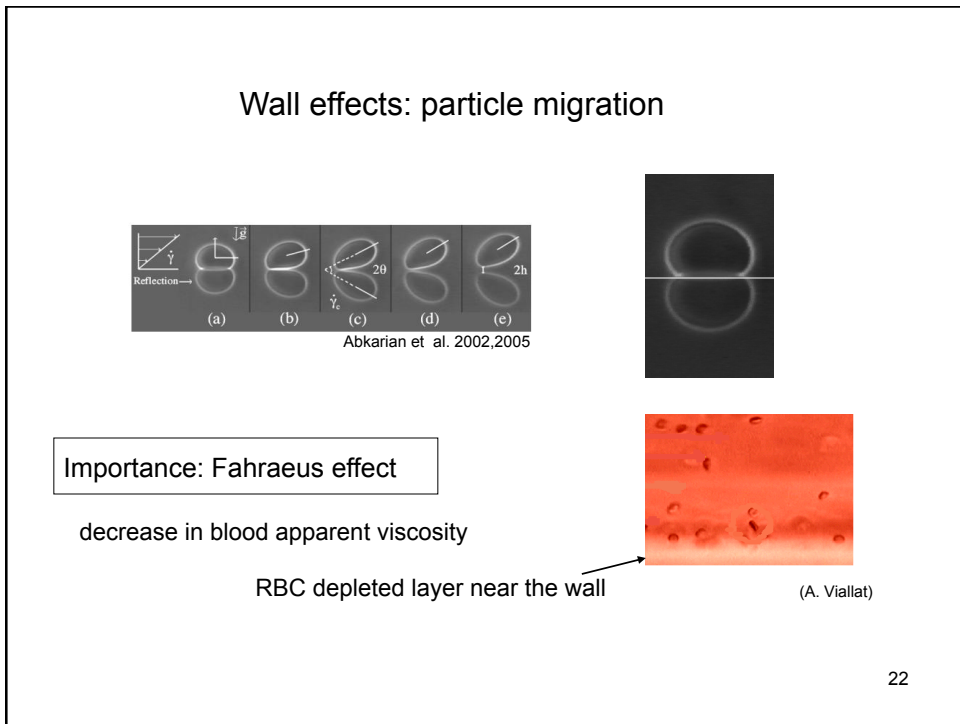 Wall effects: particle migration
g
γ̇
Reflection→
2θ
γ̇c
2h
(a) (b) (c) (d) (e)
Abkarian et al. 2002,2005
Importance: Fahraeus effect
decrease in blood apparent viscosity
RBC depleted layer near the wall
(A. Viallat)
22